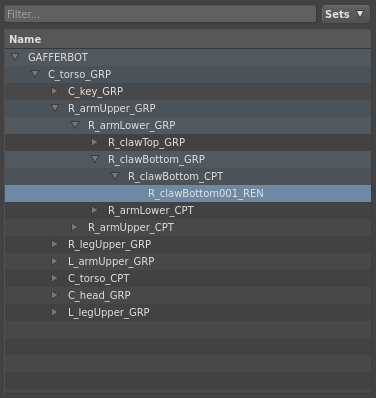 Filter...
Sets
Name
GAFFERBOT
C_torso_GRP
C_key_GRP
R_armUpper_GRP
R_armLower_GRP
R_clawTop_GRP
R_clawBottom_GRP
R_clawBottom_CPT
R_clawBottom001_REN
R_armLower_CPT
R_armUpper_CPT
R_legUpper_GRP
L_armUpper_GRP
C_torso_CPT
C_head_GRP
L_legUpper_GRP